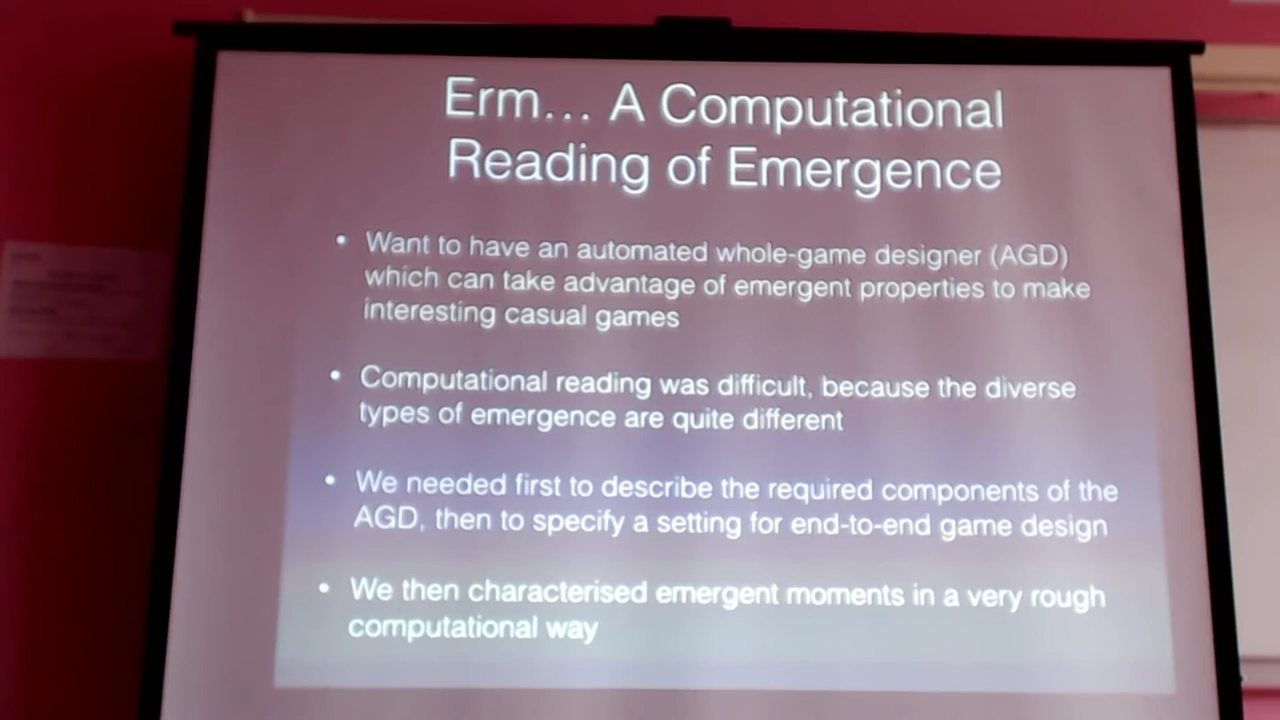 Erm... A Computational
Reading of Emergence
• Want to have an automated whole-game designer (AGD)
which can take advantage of emergent properties to make
interesting casual games
• Computational reading was difficult, because the diverse
types of emergence are quite different
• We needed first to describe the required components of the
AGD, then to specify a setting for end-to-end game design
• We then characterised emergent moments in a very rough
computational way